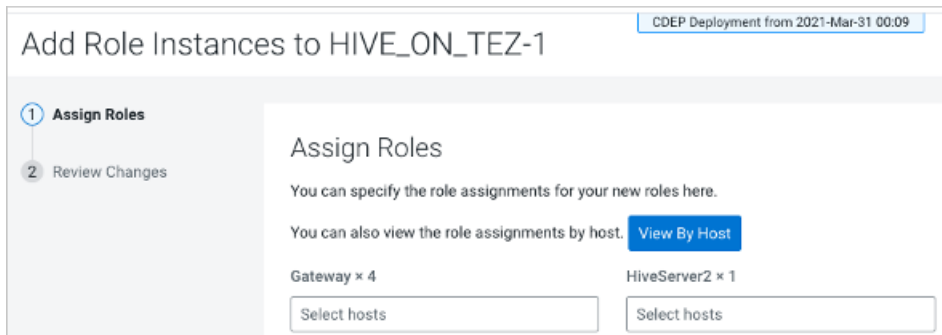 CDEP Deployment from 2021-Mar-31 00:09
Add Role Instances to HIVE_ON_TEZ-1
1 Assign Roles
2 Review Changes
Assign Roles
You can specify the role assignments for your new roles here.
You can also view the role assignments by host. View By Host
Gateway × 4 HiveServer2 × 1
Select hosts Select hosts